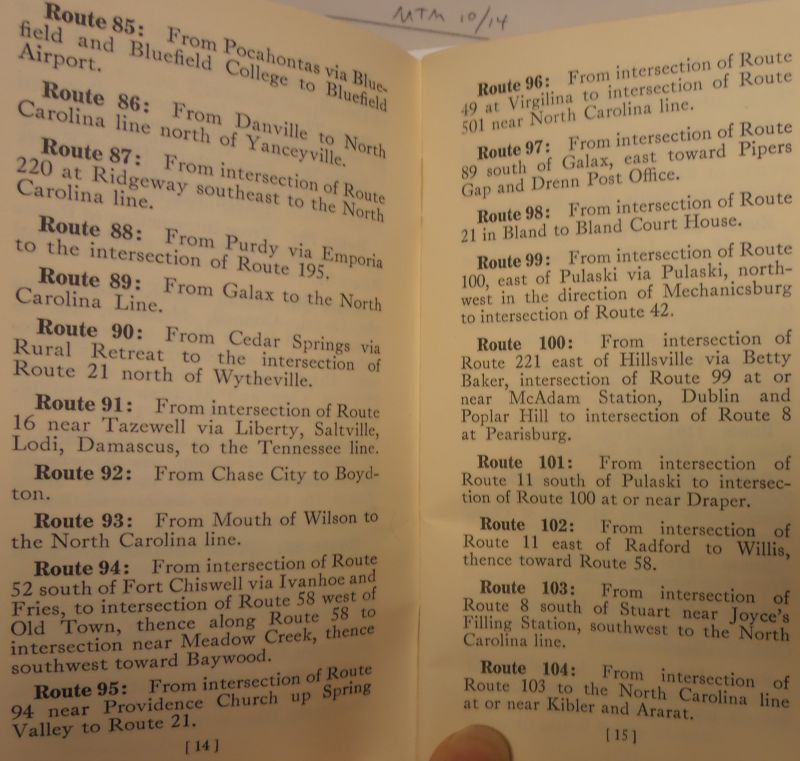 MTM 10/14
Route 85: From Pocahontas via Blue-
field and Bluefield College to Bluefield
Airport.
Route 86: From Danville to North
Carolina line north of Yanceyville.
Route 87: From intersection of Route
220 at Ridgeway southeast to the North
Carolina line.
Route 88: From Purdy via Emporia
to the intersection of Route 195.
Route 89: From Galax to the North
Carolina Line.
Route 90: From Cedar Springs via
Rural Retreat to the intersection of
Route 21 north of Wytheville.
Route 91: From intersection of Route
16 near Tazewell via Liberty, Saltville,
Lodi, Damascus, to the Tennessee line.
Route 92: From Chase City to Boyd-
ton.
Route 93: From Mouth of Wilson to
the North Carolina line.
Route 94: From intersection of Route
52 south of Fort Chiswell via Ivanhoe and
Fries, to intersection of Route 58 west of
Old Town, thence along Route 58 to
intersection near Meadow Creek, thence
southwest toward Baywood.
Route 95: From intersection of Route
94 near Providence Church up Spring
Valley to Route 21.
[14]
Route 96: From intersection of Route
49 at Virgilina to intersection of Route
501 near North Carolina line.
Route 97: From intersection of Route
89 south of Galax, east toward Pipers
Gap and Drenn Post Office.
Route 98: From intersection of Route
21 in Bland to Bland Court House.
Route 99: From intersection of Route
100, east of Pulaski via Pulaski, north-
west in the direction of Mechanicsburg
to intersection of Route 42.
Route 100: From intersection of
Route 221 east of Hillsville via Betty
Baker, intersection of Route 99 at or
near McAdam Station, Dublin and
Poplar Hill to intersection of Route 8
at Pearisburg.
Route 101: From intersection of
Route 11 south of Pulaski to intersec-
tion of Route 100 at or near Draper.
Route 102: From intersection of
Route 11 east of Radford to Willis,
thence toward Route 58.
Route 103: From intersection of
Route 8 south of Stuart near Joyce's
Filling Station, southwest to the North
Carolina line.
Route 104: From intersection of
Route 103 to the North Carolina line
at or near Kibler and Ararat.
[15]